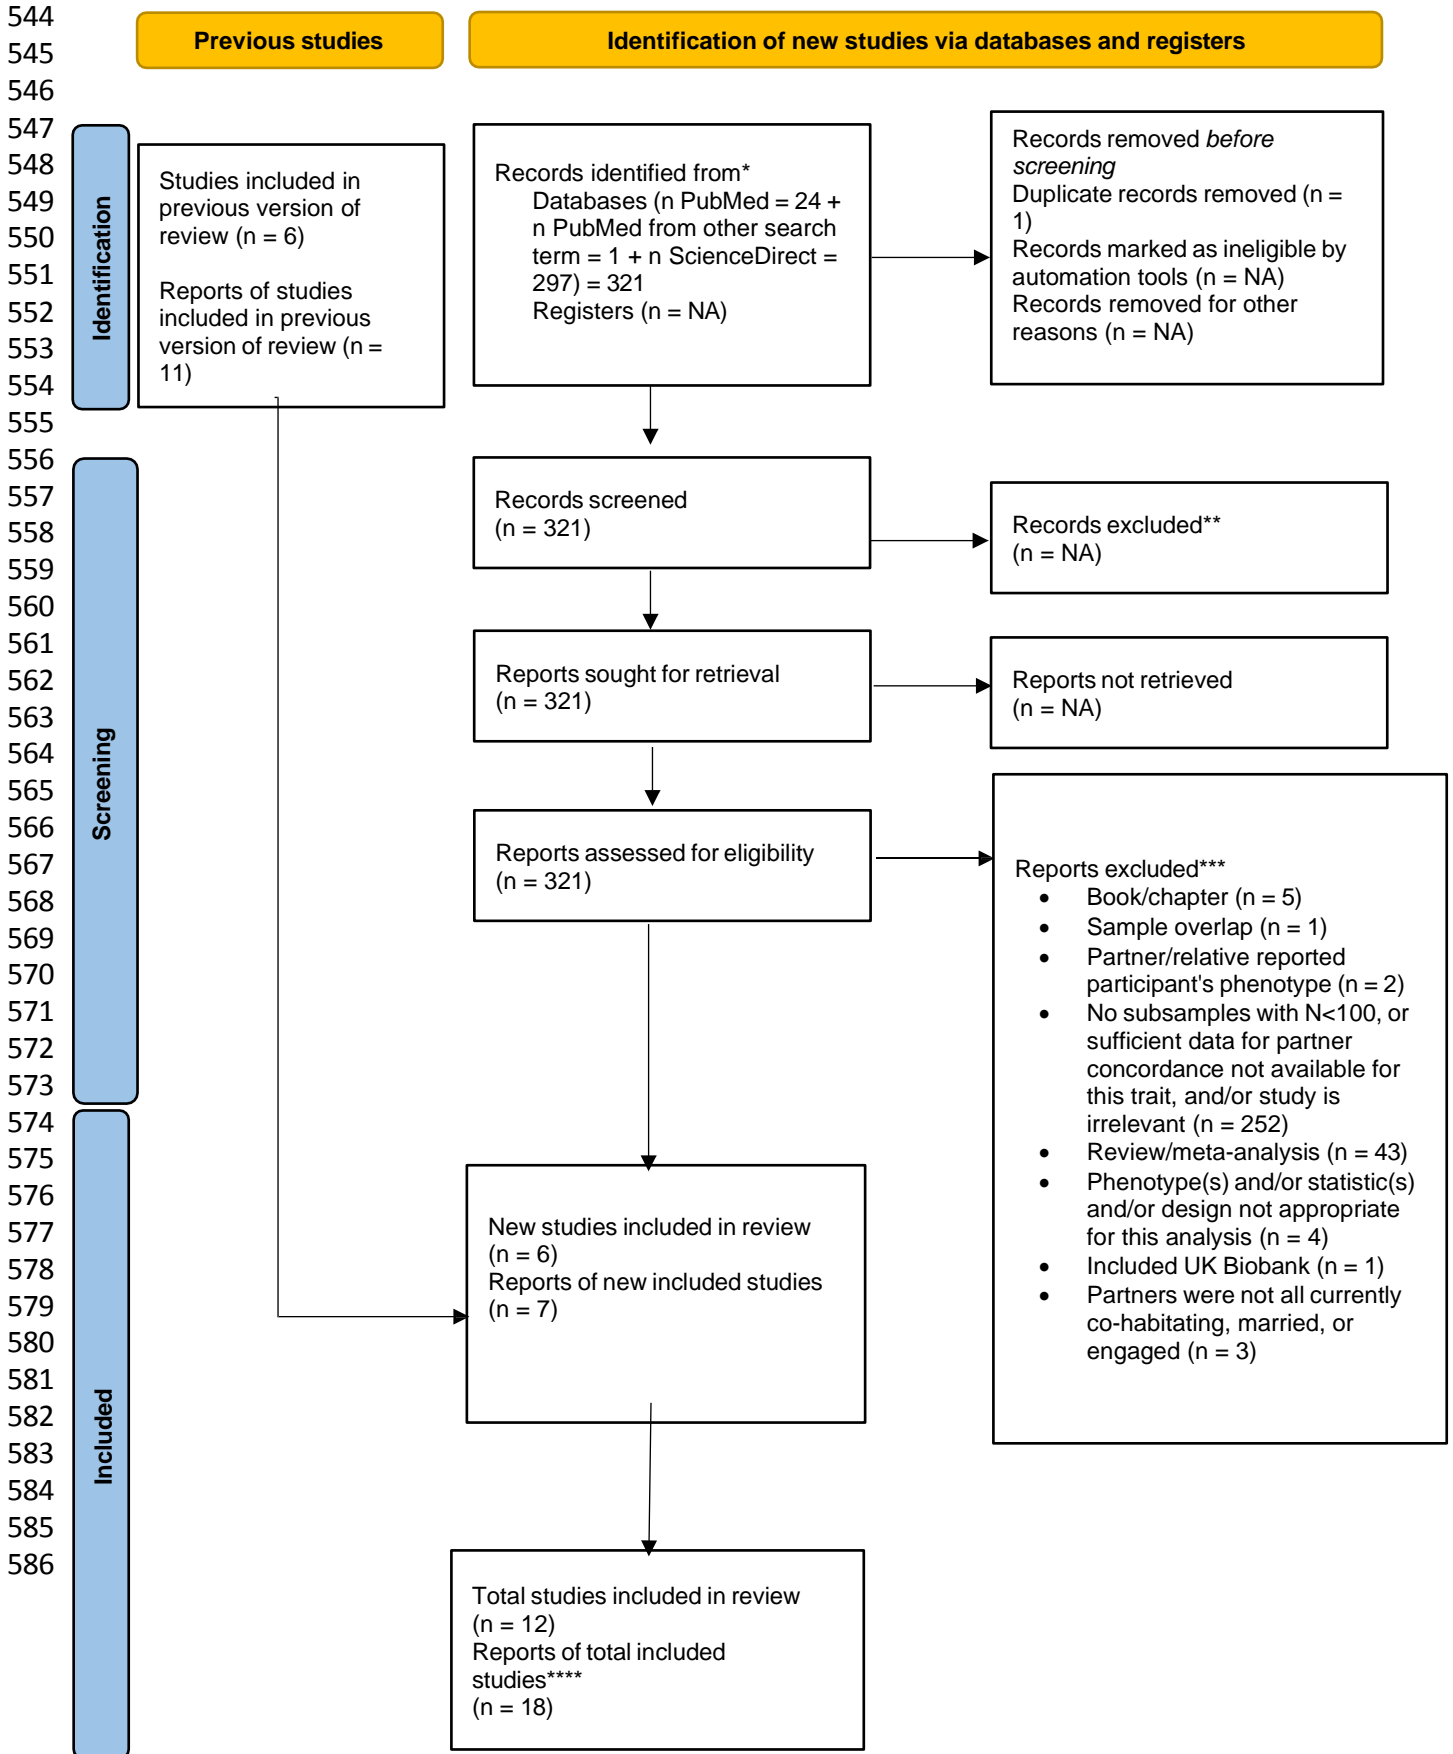 544
545
546
547
548
549
550
551
552
553
554
555
556
557
558
559
560
561
562
563
564
565
566
567
568
569
570
571
572
573
574
575
576
577
578
579
580
581
582
583
584
585
586
Previous studies
Identification of new studies via databases and registers
Identification
Studies included in
previous version of
review (n = 6)
Reports of studies
included in previous
version of review (n =
11)
Records identified from*
Databases (n PubMed = 24 +
n PubMed from other search
term = 1 + n ScienceDirect =
297) = 321
Registers (n = NA)
Records removed before
screening
Duplicate records removed (n =
1)
Records marked as ineligible by
automation tools (n = NA)
Records removed for other
reasons (n = NA)
Screening
Records screened
(n = 321)
Records excluded**
(n = NA)
Reports sought for retrieval
(n = 321)
Reports not retrieved
(n = NA)
Reports assessed for eligibility
(n = 321)
Reports excluded***
• Book/chapter (n = 5)
• Sample overlap (n = 1)
• Partner/relative reported
participant's phenotype (n = 2)
• No subsamples with N<100, or
sufficient data for partner
concordance not available for
this trait, and/or study is
irrelevant (n = 252)
• Review/meta-analysis (n = 43)
• Phenotype(s) and/or statistic(s)
and/or design not appropriate
for this analysis (n = 4)
• Included UK Biobank (n = 1)
• Partners were not all currently
co-habitating, married, or
engaged (n = 3)
Included
New studies included in review
(n = 6)
Reports of new included studies
(n = 7)
Total studies included in review
(n = 12)
Reports of total included
studies****
(n = 18)